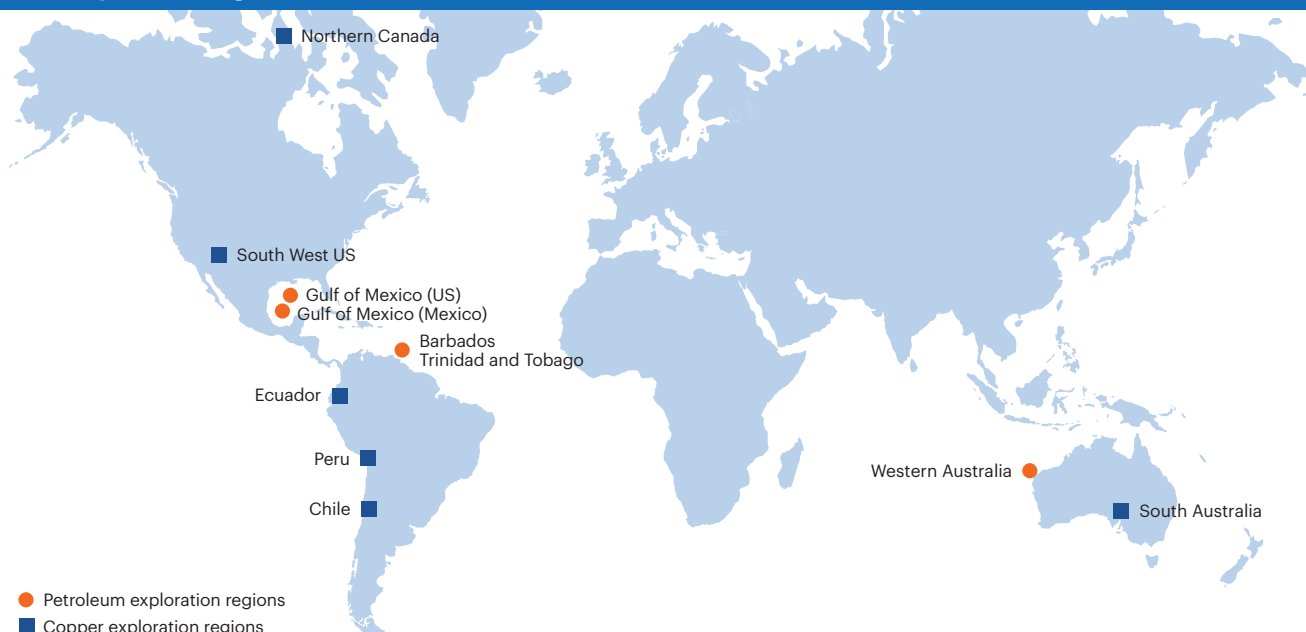 Northern Canada
South West US
Gulf of Mexico (US)
Gulf of Mexico (Mexico)
Barbados
Trinidad and Tobago
Ecuador
Peru
Western Australia
Chile
South Australia
Petroleum exploration regions
Copper exploration regions